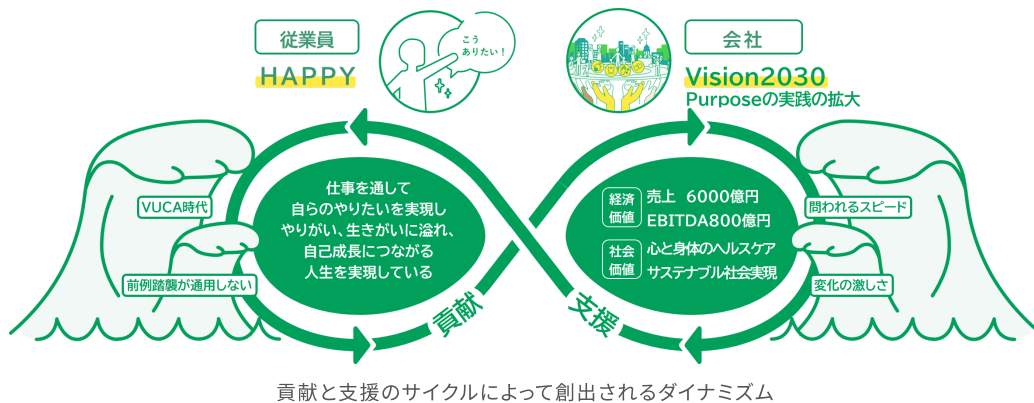 従業員
HAPPY
こう
ありたい!
会社
Vision2030
Purposeの実践の拡大
VUCA時代
前例踏襲が通用しない
仕事を通して
自らのやりたいを実現し
やりがい、生きがいに溢れ、
自己成長につながる
人生を実現している
経済
価値
売上 6000億円
EBITDA800億円
社会
価値
心と身体のヘルスケア
サステナブル社会実現
問われるスピード
変化の激しさ
貢献
支援
貢献と支援のサイクルによって創出されるダイナミズム